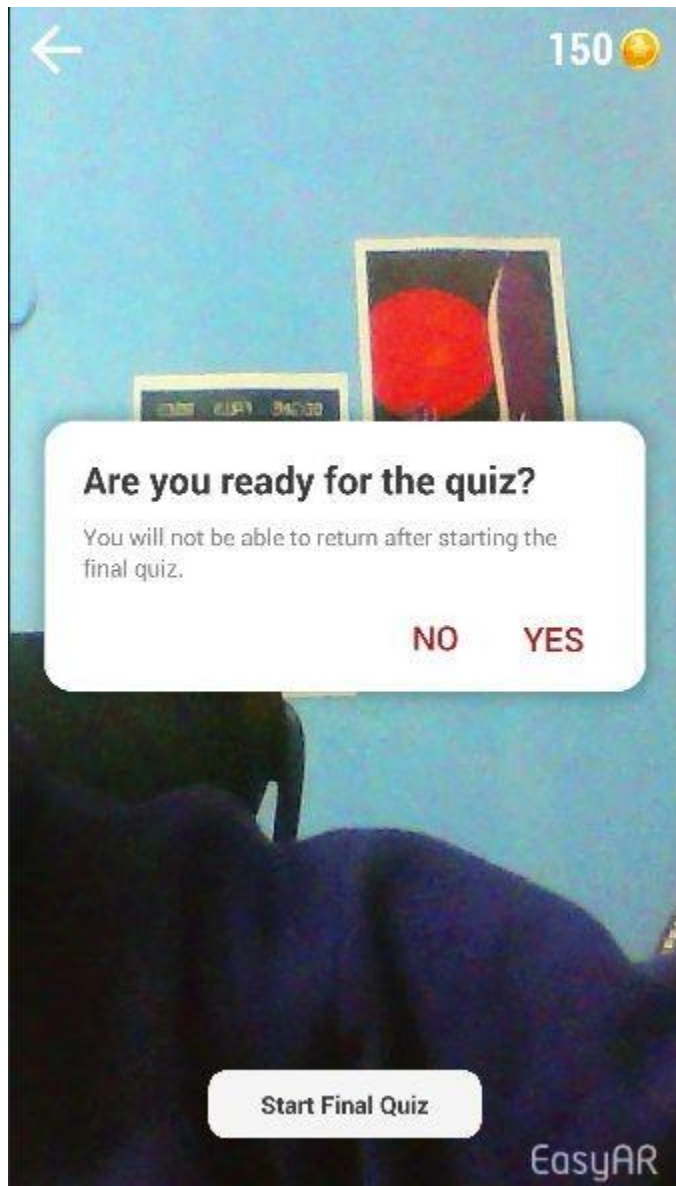 150
Are you ready for the quiz?
You will not be able to return after starting the
final quiz.
NO YES
Start Final Quiz
EasyAR